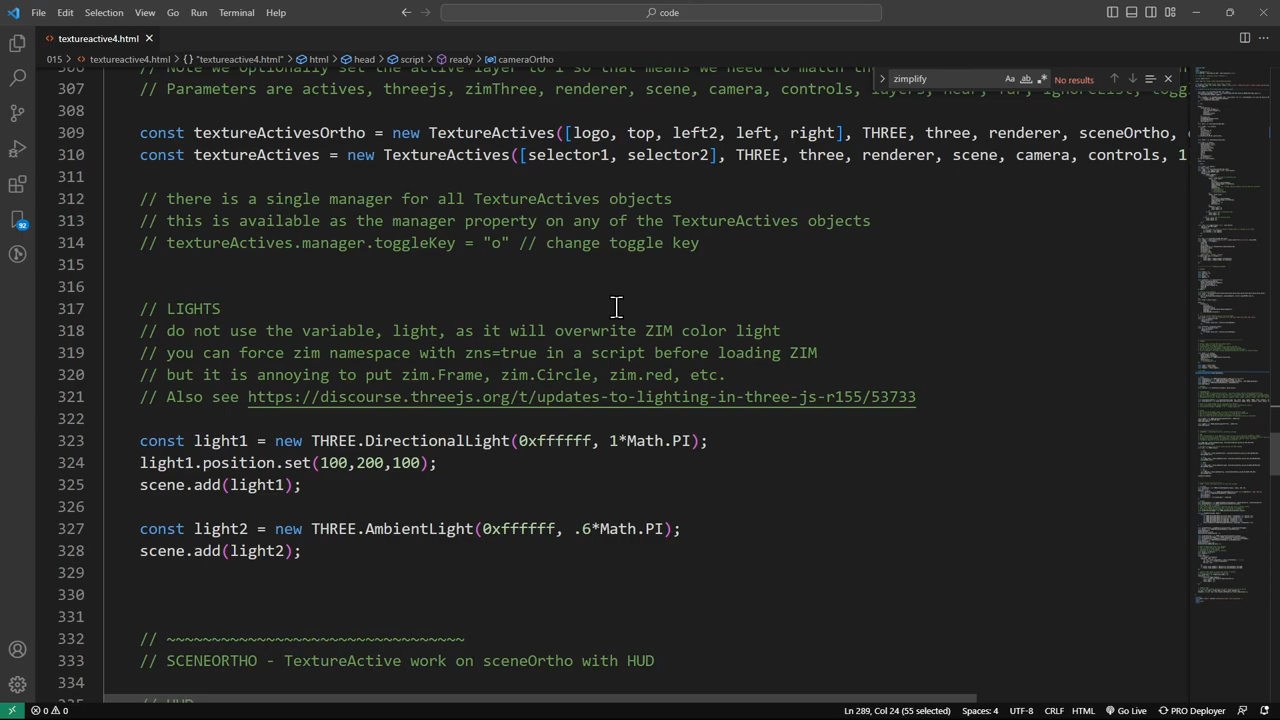 File Edit Selection View Go Run Terminal Help
code
textureactive4.html
015 > textureactive4.html > {} "textureactive4.html" > html > head > script > ready > cameraOrtho
zimplify
Aa ab .* No results
307 // Parameters are actives, threejs, zimThree, renderer, scene, camera, controls,
308
309 const textureActivesOrtho = new TextureActives([logo, top, left2, left, right], THREE, three, renderer, sceneOrtho,
310 const textureActives = new TextureActives([selector1, selector2], THREE, three, renderer, scene, camera, controls, 1
311
312 // there is a single manager for all TextureActives objects
313 // this is available as the manager property on any of the TextureActives objects
314 // textureActives.manager.toggleKey = "o" // change toggle key
315
316
317 // LIGHTS
318 // do not use the variable, light, as it will overwrite ZIM color light
319 // you can force zim namespace with zns=true in a script before loading ZIM
320 // but it is annoying to put zim.Frame, zim.Circle, zim.red, etc.
321 // Also see https://discourse.threejs.org/t/updates-to-lighting-in-three-js-r155/53733
322
323 const light1 = new THREE.DirectionalLight(0xffffff, 1*Math.PI);
324 light1.position.set(100,200,100);
325 scene.add(light1);
326
327 const light2 = new THREE.AmbientLight(0xffffff, .6*Math.PI);
328 scene.add(light2);
329
330
331
332 // ~~~~~~~~~~~~~~~~~~~~~~~~~~~~~~~~~
333 // SCENEORTHO - TextureActive work on sceneOrtho with HUD
334
92
0 0 Ln 289, Col 24 (55 selected) Spaces: 4 UTF-8 CRLF HTML Go Live PRO Deployer